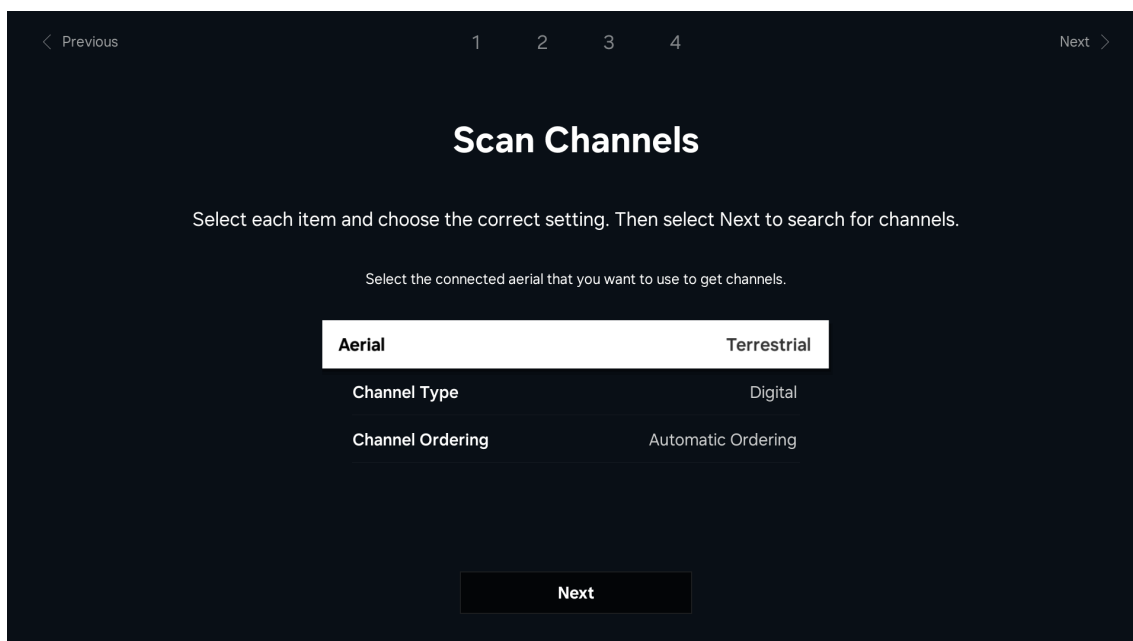 Previous 1 2 3 4 Next
Scan Channels
Select each item and choose the correct setting. Then select Next to search for channels.
Select the connected aerial that you want to use to get channels.
Aerial Terrestrial
Channel Type Digital
Channel Ordering Automatic Ordering
Next